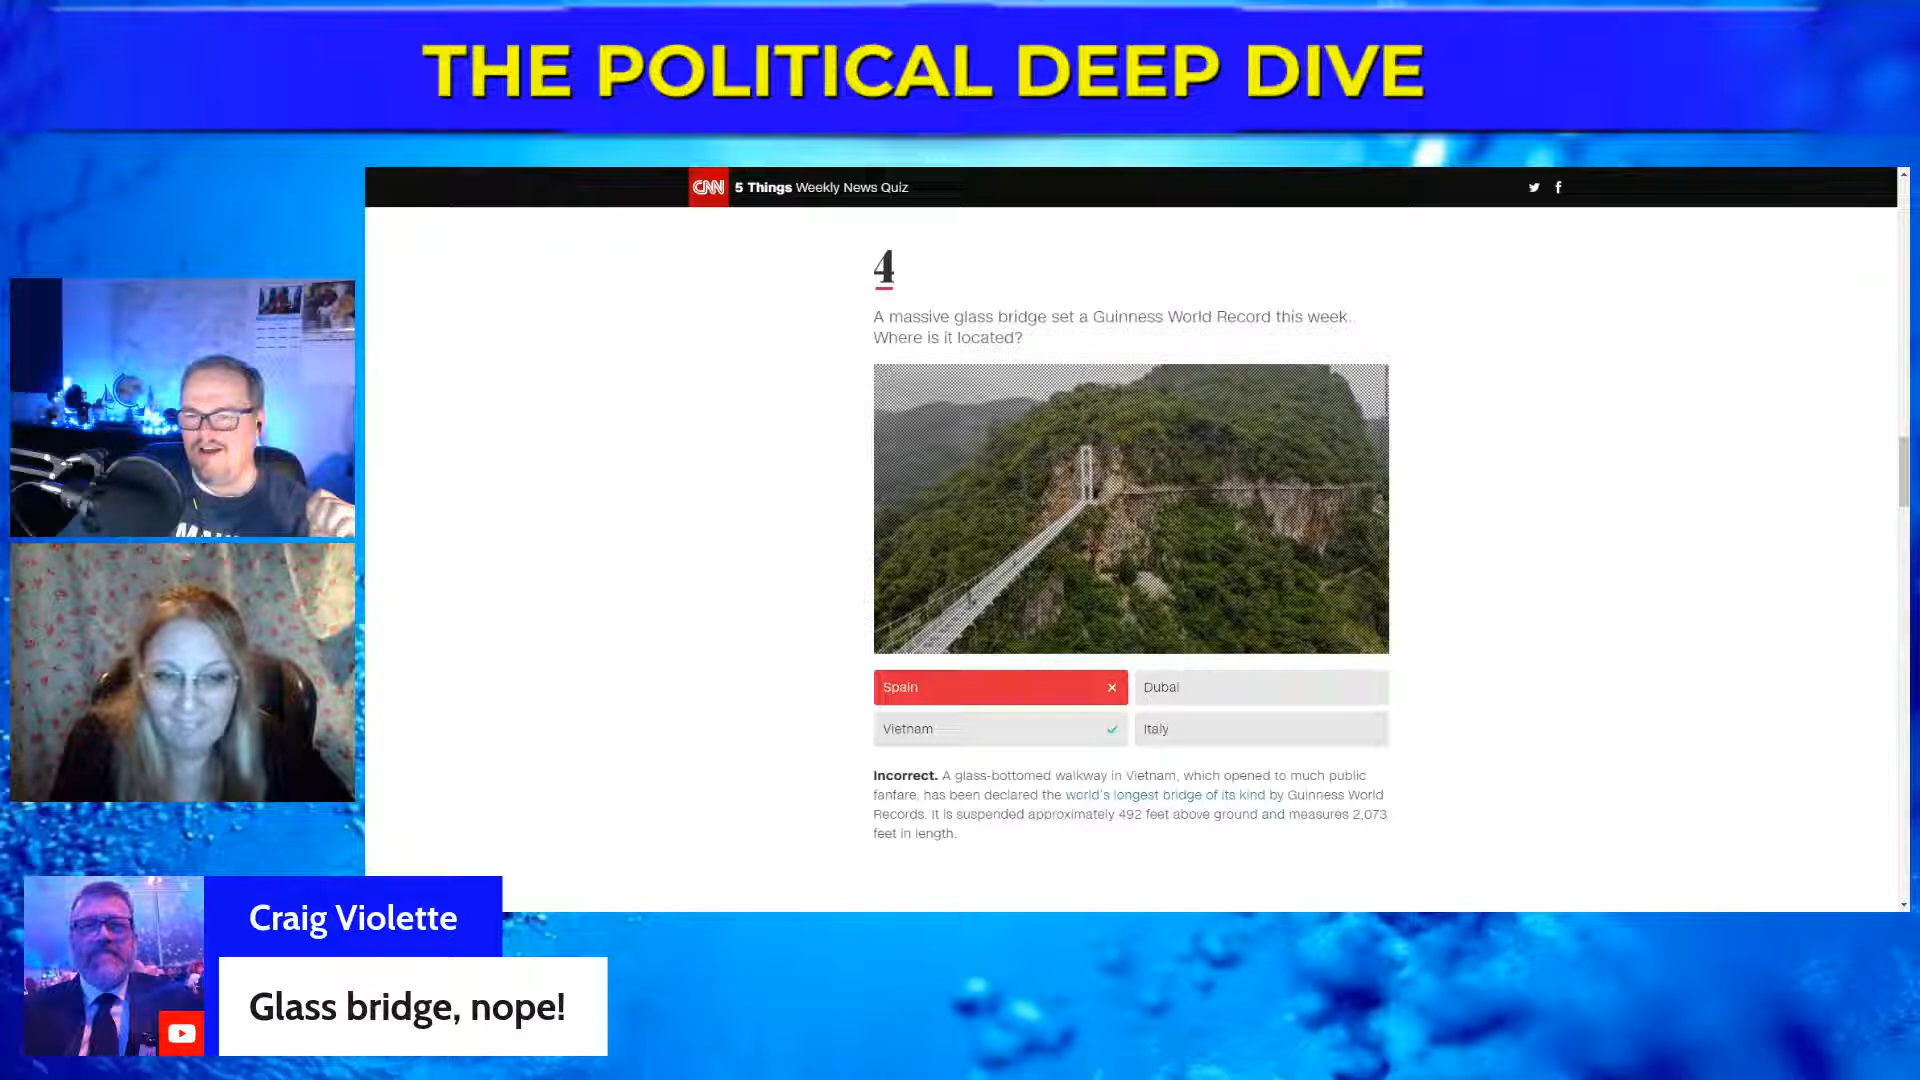 THE POLITICAL DEEP DIVE
CNN 5 Things Weekly News Quiz
4
A massive glass bridge set a Guinness World Record this week.
Where is it located?
Spain
Dubai
Vietnam
Italy
Incorrect. A glass-bottomed walkway in Vietnam, which opened to much public
fanfare, has been declared the world's longest bridge of its kind by Guinness World
Records. It is suspended approximately 492 feet above ground and measures 2,073
feet in length.
Craig Violette
Glass bridge, nope!